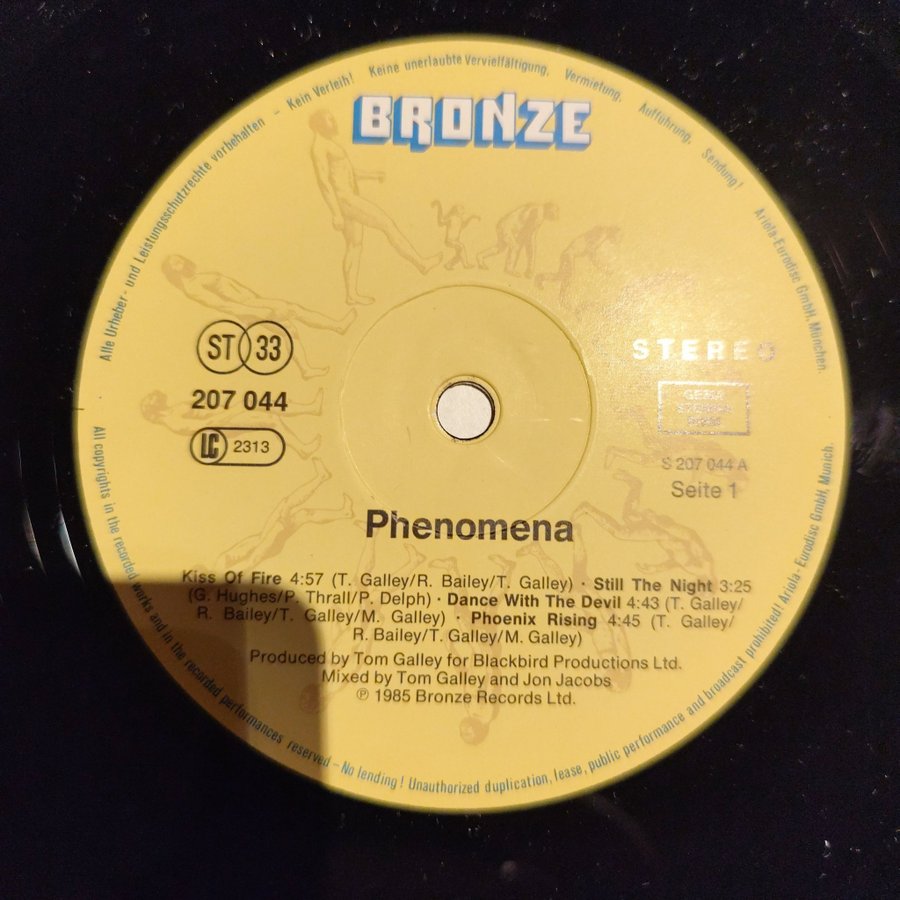 Alle Urheber- und Leistungsschutzrechte vorbehalten - Kein Verleih! Keine unerlaubte Vervielfältigung, Vermietung, Aufführung, Sendung! Ariola-Eurodisc GmbH, München.
BRONZE
ST 33
STEREO
207 044
LC 2313
GEMA
STEMRA
S 207 044 A
Seite 1
Phenomena
Kiss Of Fire 4:57 (T. Galley/R. Bailey/T. Galley) · Still The Night 3:25
(G. Hughes/P. Thrall/P. Delph) · Dance With The Devil 4:43 (T. Galley/
R. Bailey/T. Galley/M. Galley) · Phoenix Rising 4:45 (T. Galley/
R. Bailey/T. Galley/M. Galley)
Produced by Tom Galley for Blackbird Productions Ltd.
Mixed by Tom Galley and Jon Jacobs
℗ 1985 Bronze Records Ltd.
All copyrights in the recorded works and in the recorded performances reserved - No lending! Unauthorized duplication, lease, public performance and broadcast prohibited! Ariola-Eurodisc GmbH, Munich.